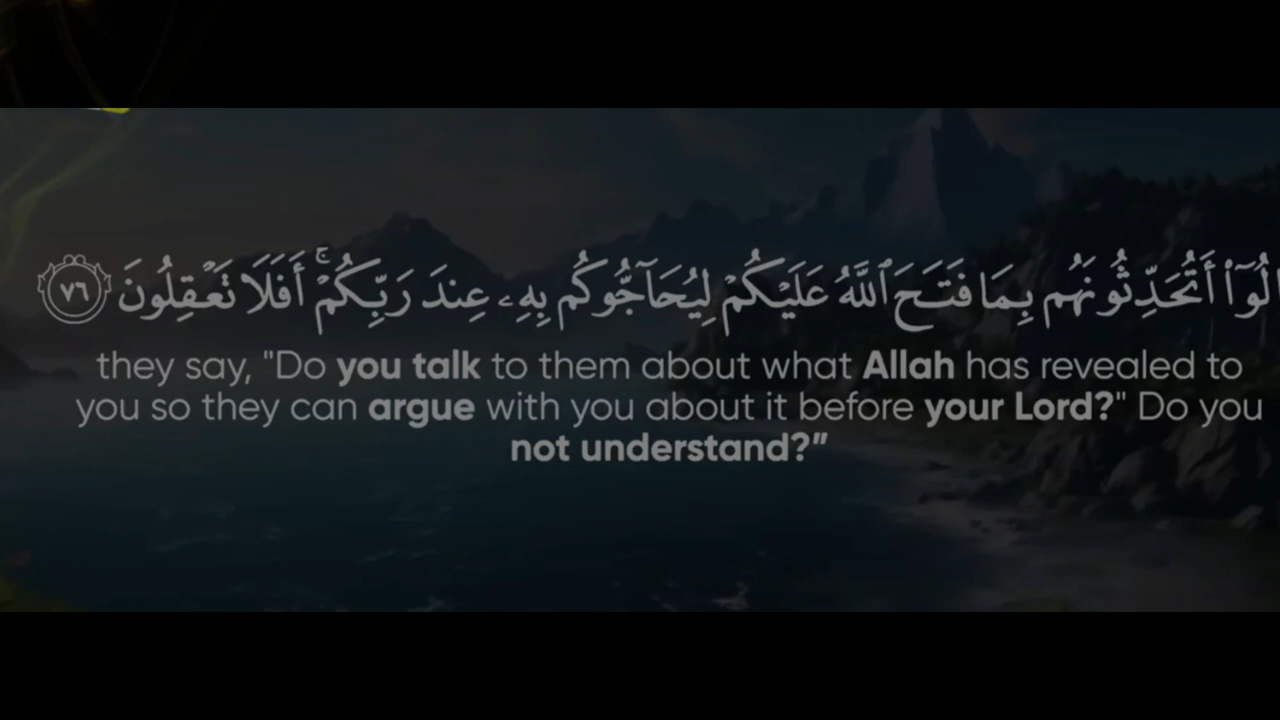 لُوٓا۟ أَتُحَدِّثُونَهُم بِمَا فَتَحَ ٱللَّهُ عَلَيْكُمْ لِيُحَآجُّوكُم بِهِۦ عِندَ رَبِّكُمْ ۚ أَفَلَا تَعْقِلُونَ ٧٦
they say, "Do you talk to them about what Allah has revealed to
you so they can argue with you about it before your Lord?" Do you
not understand?”